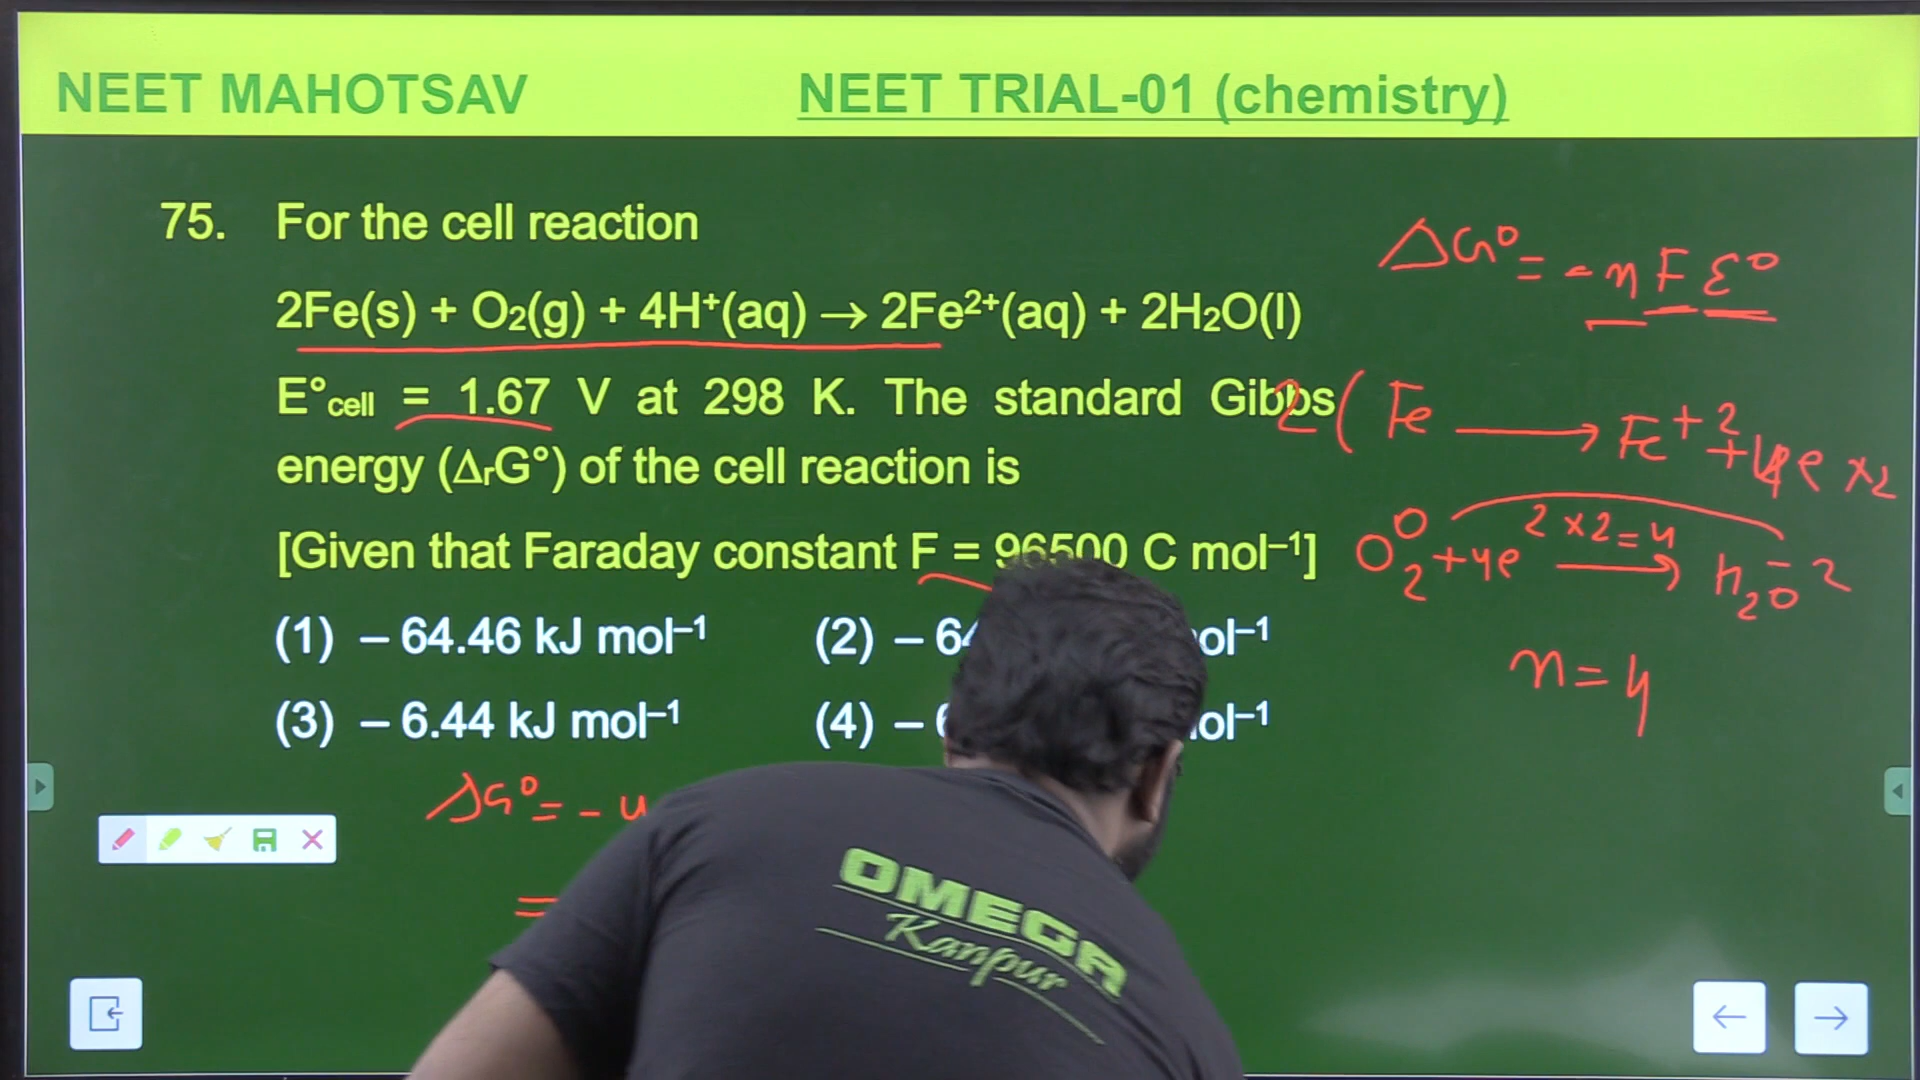 NEET MAHOTSAV NEET TRIAL-01 (chemistry)
75. For the cell reaction
2Fe(s) + O₂(g) + 4H⁺(aq) → 2Fe²⁺(aq) + 2H₂O(l)
E°cell = 1.67 V at 298 K. The standard Gibbs
energy (ΔrG°) of the cell reaction is
[Given that Faraday constant F = 96500 C mol⁻¹]
(1) – 64.46 kJ mol⁻¹ (2) – 64 ol⁻¹
(3) – 6.44 kJ mol⁻¹ (4) – 6 ol⁻¹
ΔG° = - nFE°
2 ( Fe → Fe⁺² + e ×2
2×2=4
O₂⁰ + 4e → H₂O⁻²
n = 4
ΔG° = - 4
=
OMEGA
Kanpur